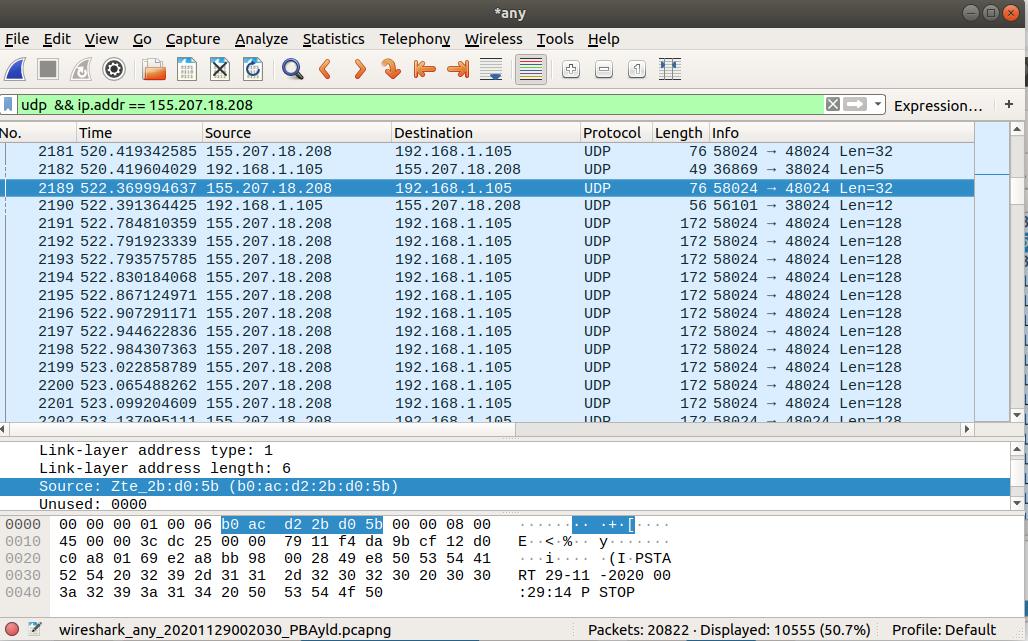 *any
File Edit View Go Capture Analyze Statistics Telephony Wireless Tools Help
udp && ip.addr == 155.207.18.208 Expression... +
No. Time Source Destination Protocol Length Info
2181 520.419342585 155.207.18.208 192.168.1.105 UDP 76 58024 → 48024 Len=32
2182 520.419604029 192.168.1.105 155.207.18.208 UDP 49 36869 → 38024 Len=5
2189 522.369994637 155.207.18.208 192.168.1.105 UDP 76 58024 → 48024 Len=32
2190 522.391364425 192.168.1.105 155.207.18.208 UDP 56 56101 → 38024 Len=12
2191 522.784810359 155.207.18.208 192.168.1.105 UDP 172 58024 → 48024 Len=128
2192 522.791923339 155.207.18.208 192.168.1.105 UDP 172 58024 → 48024 Len=128
2193 522.793575785 155.207.18.208 192.168.1.105 UDP 172 58024 → 48024 Len=128
2194 522.830184068 155.207.18.208 192.168.1.105 UDP 172 58024 → 48024 Len=128
2195 522.867124971 155.207.18.208 192.168.1.105 UDP 172 58024 → 48024 Len=128
2196 522.907291171 155.207.18.208 192.168.1.105 UDP 172 58024 → 48024 Len=128
2197 522.944622836 155.207.18.208 192.168.1.105 UDP 172 58024 → 48024 Len=128
2198 522.984307363 155.207.18.208 192.168.1.105 UDP 172 58024 → 48024 Len=128
2199 523.022858789 155.207.18.208 192.168.1.105 UDP 172 58024 → 48024 Len=128
2200 523.065488262 155.207.18.208 192.168.1.105 UDP 172 58024 → 48024 Len=128
2201 523.099204609 155.207.18.208 192.168.1.105 UDP 172 58024 → 48024 Len=128
2202 523.137095111 155.207.18.208 192.168.1.105 UDP 172 58024 → 48024 Len=128
Link-layer address type: 1
Link-layer address length: 6
Source: Zte_2b:d0:5b (b0:ac:d2:2b:d0:5b)
Unused: 0000
0000 00 00 00 01 00 06 b0 ac d2 2b d0 5b 00 00 08 00 ········ ·+·[····
0010 45 00 00 3c dc 25 00 00 79 11 f4 da 9b cf 12 d0 E··<·%·· y·······
0020 c0 a8 01 69 e2 a8 bb 98 00 28 49 e8 50 53 54 41 ···i···· ·(I·PSTA
0030 52 54 20 32 39 2d 31 31 2d 32 30 32 30 20 30 30 RT 29-11 -2020 00
0040 3a 32 39 3a 31 34 20 50 53 54 4f 50 :29:14 P STOP
wireshark_any_20201129002030_PBAyld.pcapng Packets: 20822 · Displayed: 10555 (50.7%) Profile: Default